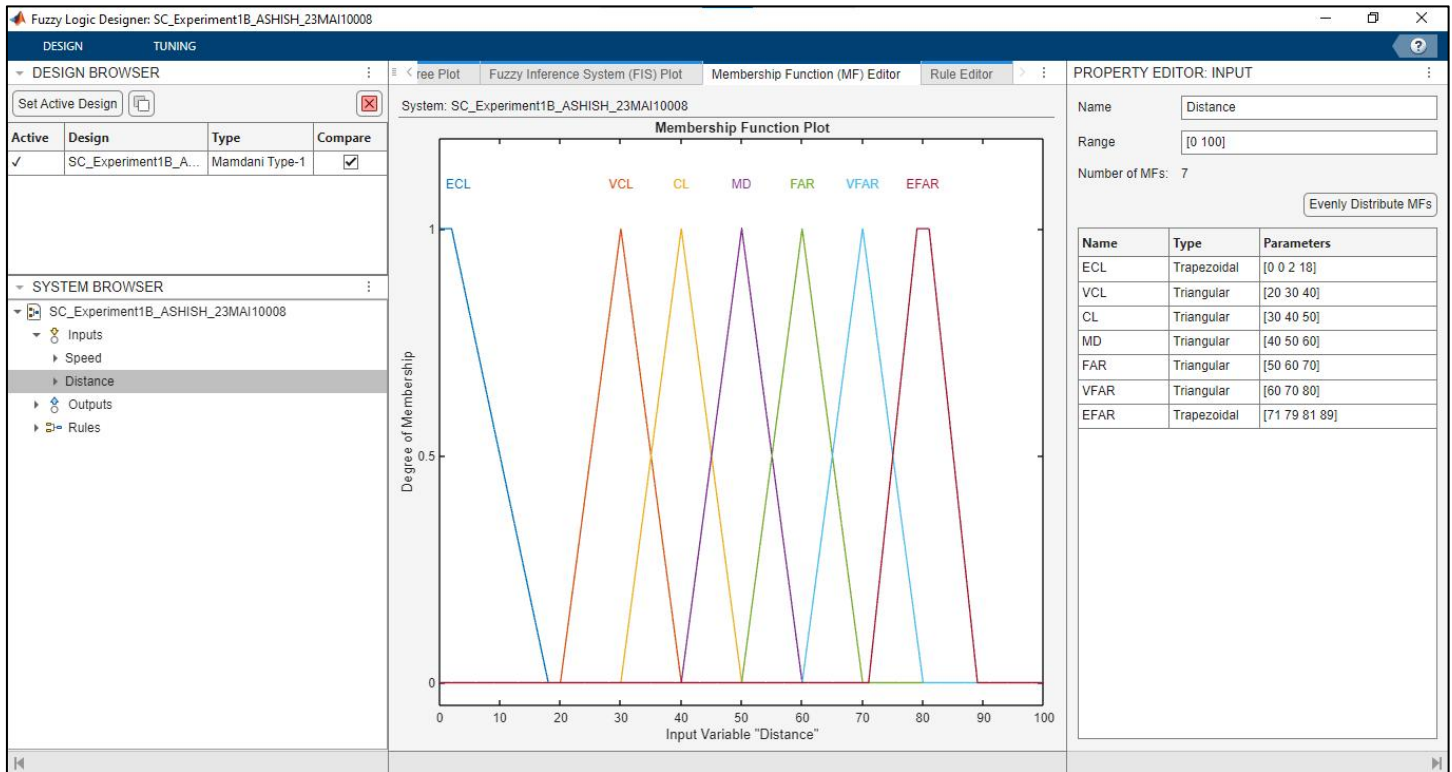 Fuzzy Logic Designer: SC_Experiment1B_ASHISH_23MAI10008
DESIGN TUNING
?
DESIGN BROWSER
Set Active Design
Active Design Type Compare
✓ SC_Experiment1B_A... Mamdani Type-1 ✓
SYSTEM BROWSER
SC_Experiment1B_ASHISH_23MAI10008
Inputs
Speed
Distance
Outputs
Rules
ree Plot Fuzzy Inference System (FIS) Plot Membership Function (MF) Editor Rule Editor
System: SC_Experiment1B_ASHISH_23MAI10008
Membership Function Plot
ECL VCL CL MD FAR VFAR EFAR
1
0.5
0
Degree of Membership
0 10 20 30 40 50 60 70 80 90 100
Input Variable "Distance"
PROPERTY EDITOR: INPUT
Name Distance
Range [0 100]
Number of MFs: 7
Evenly Distribute MFs
Name Type Parameters
ECL Trapezoidal [0 0 2 18]
VCL Triangular [20 30 40]
CL Triangular [30 40 50]
MD Triangular [40 50 60]
FAR Triangular [50 60 70]
VFAR Triangular [60 70 80]
EFAR Trapezoidal [71 79 81 89]